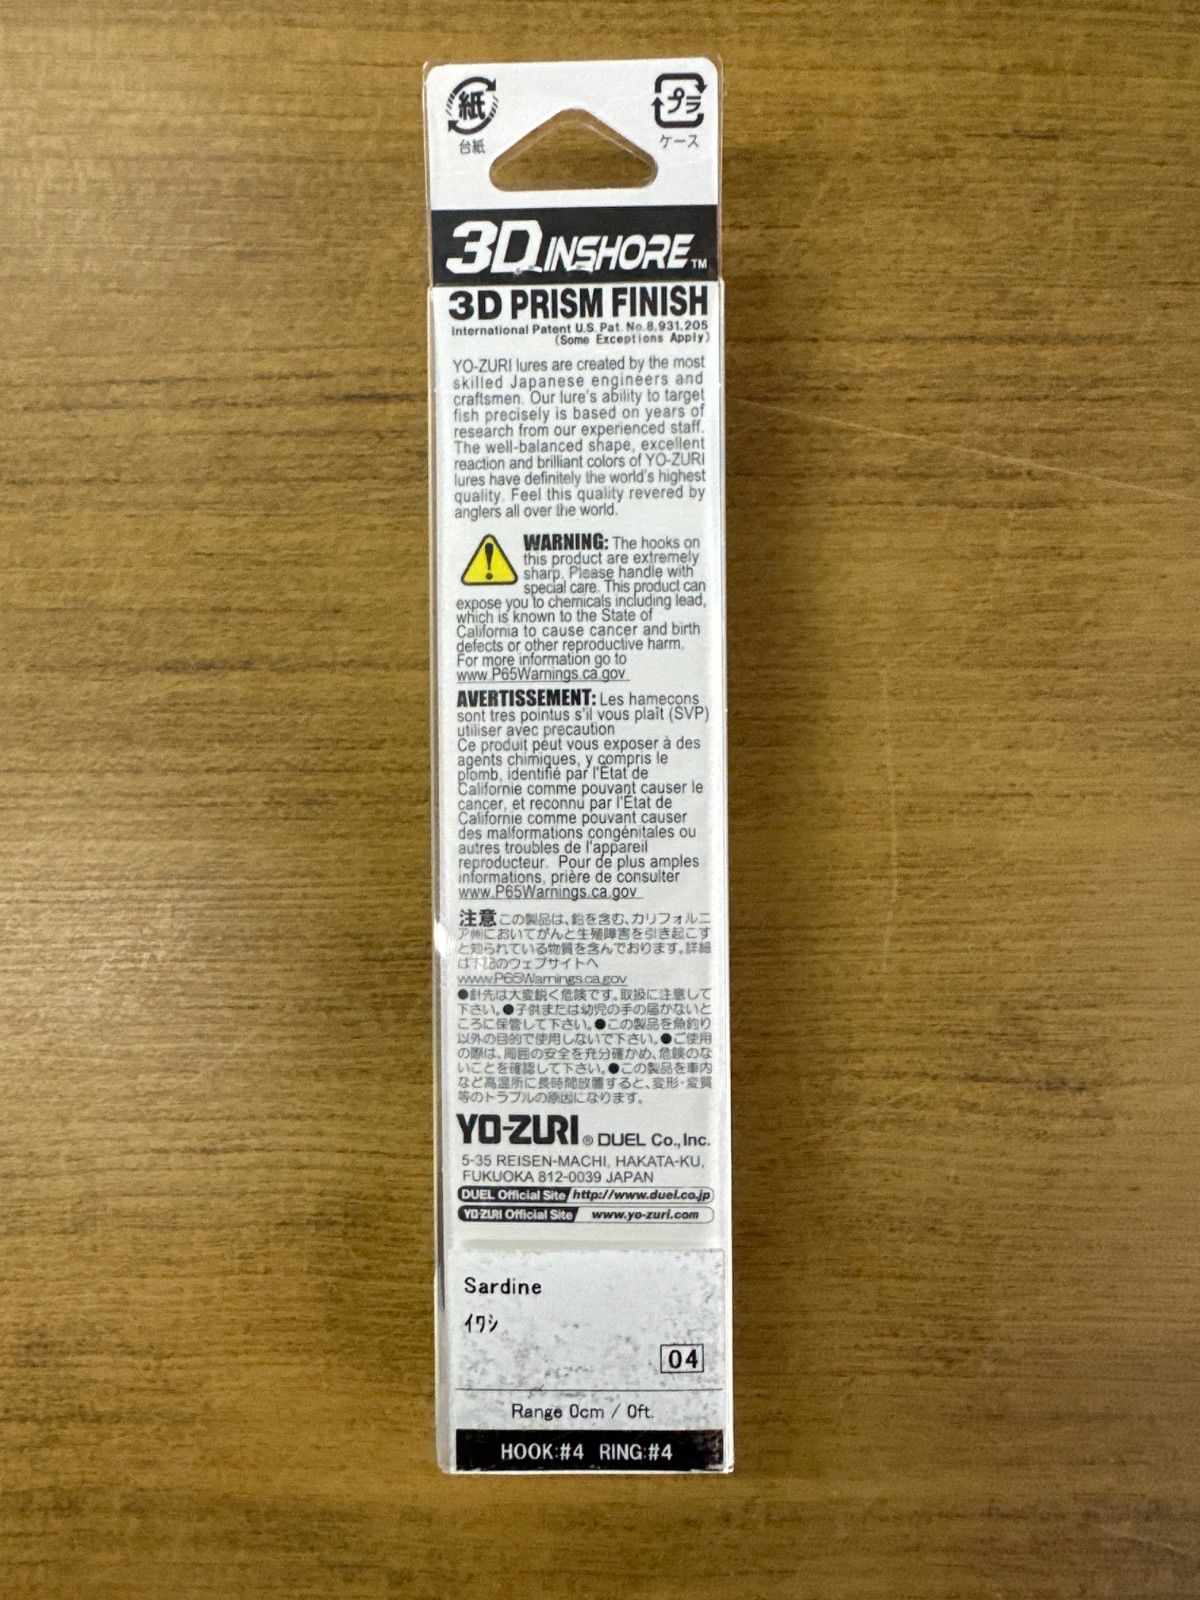 紙
台紙
プラ
ケース
3D INSHORE™
3D PRISM FINISH
International Patent U.S. Pat. No.8,931,205
(Some Exceptions Apply)
YO-ZURI lures are created by the most
skilled Japanese engineers and
craftsmen. Our lure's ability to target
fish precisely is based on years of
research from our experienced staff.
The well-balanced shape, excellent
reaction and brilliant colors of YO-ZURI
lures have definitely the world's highest
quality. Feel this quality revered by
anglers all over the world.
WARNING: The hooks on
this product are extremely
sharp. Please handle with
special care. This product can
expose you to chemicals including lead,
which is known to the State of
California to cause cancer and birth
defects or other reproductive harm.
For more information go to
www.P65Warnings.ca.gov
AVERTISSEMENT: Les hamecons
sont tres pointus s'il vous plaît (SVP)
utiliser avec precaution
Ce produit peut vous exposer à des
agents chimiques, y compris le
plomb, identifié par l'État de
Californie comme pouvant causer le
cancer, et reconnu par l'État de
Californie comme pouvant causer
des malformations congénitales ou
autres troubles de l'appareil
reproducteur. Pour de plus amples
informations, prière de consulter
www.P65Warnings.ca.gov
注意 この製品は、鉛を含む、カリフォルニ
ア州においてがんと生殖障害を引き起こす
と知られている物質を含んでおります。詳細
は下記のウェブサイトへ
www.P65Warnings.ca.gov
●針先は大変鋭く危険です。取扱に注意して
下さい。●子供または幼児の手の届かないと
ころに保管して下さい。●この製品を魚釣り
以外の目的で使用しないで下さい。●ご使用
の際は、周囲の安全を充分確かめ、危険のな
いことを確認して下さい。●この製品を車内
など高温所に長時間放置すると、変形・変質
等のトラブルの原因になります。
YO-ZURI® DUEL Co.,Inc.
5-35 REISEN-MACHI, HAKATA-KU,
FUKUOKA 812-0039 JAPAN
DUEL Official Site http://www.duel.co.jp
YO-ZURI Official Site www.yo-zuri.com
Sardine
ｲﾜｼ
04
Range 0cm / 0ft.
HOOK:#4 RING:#4